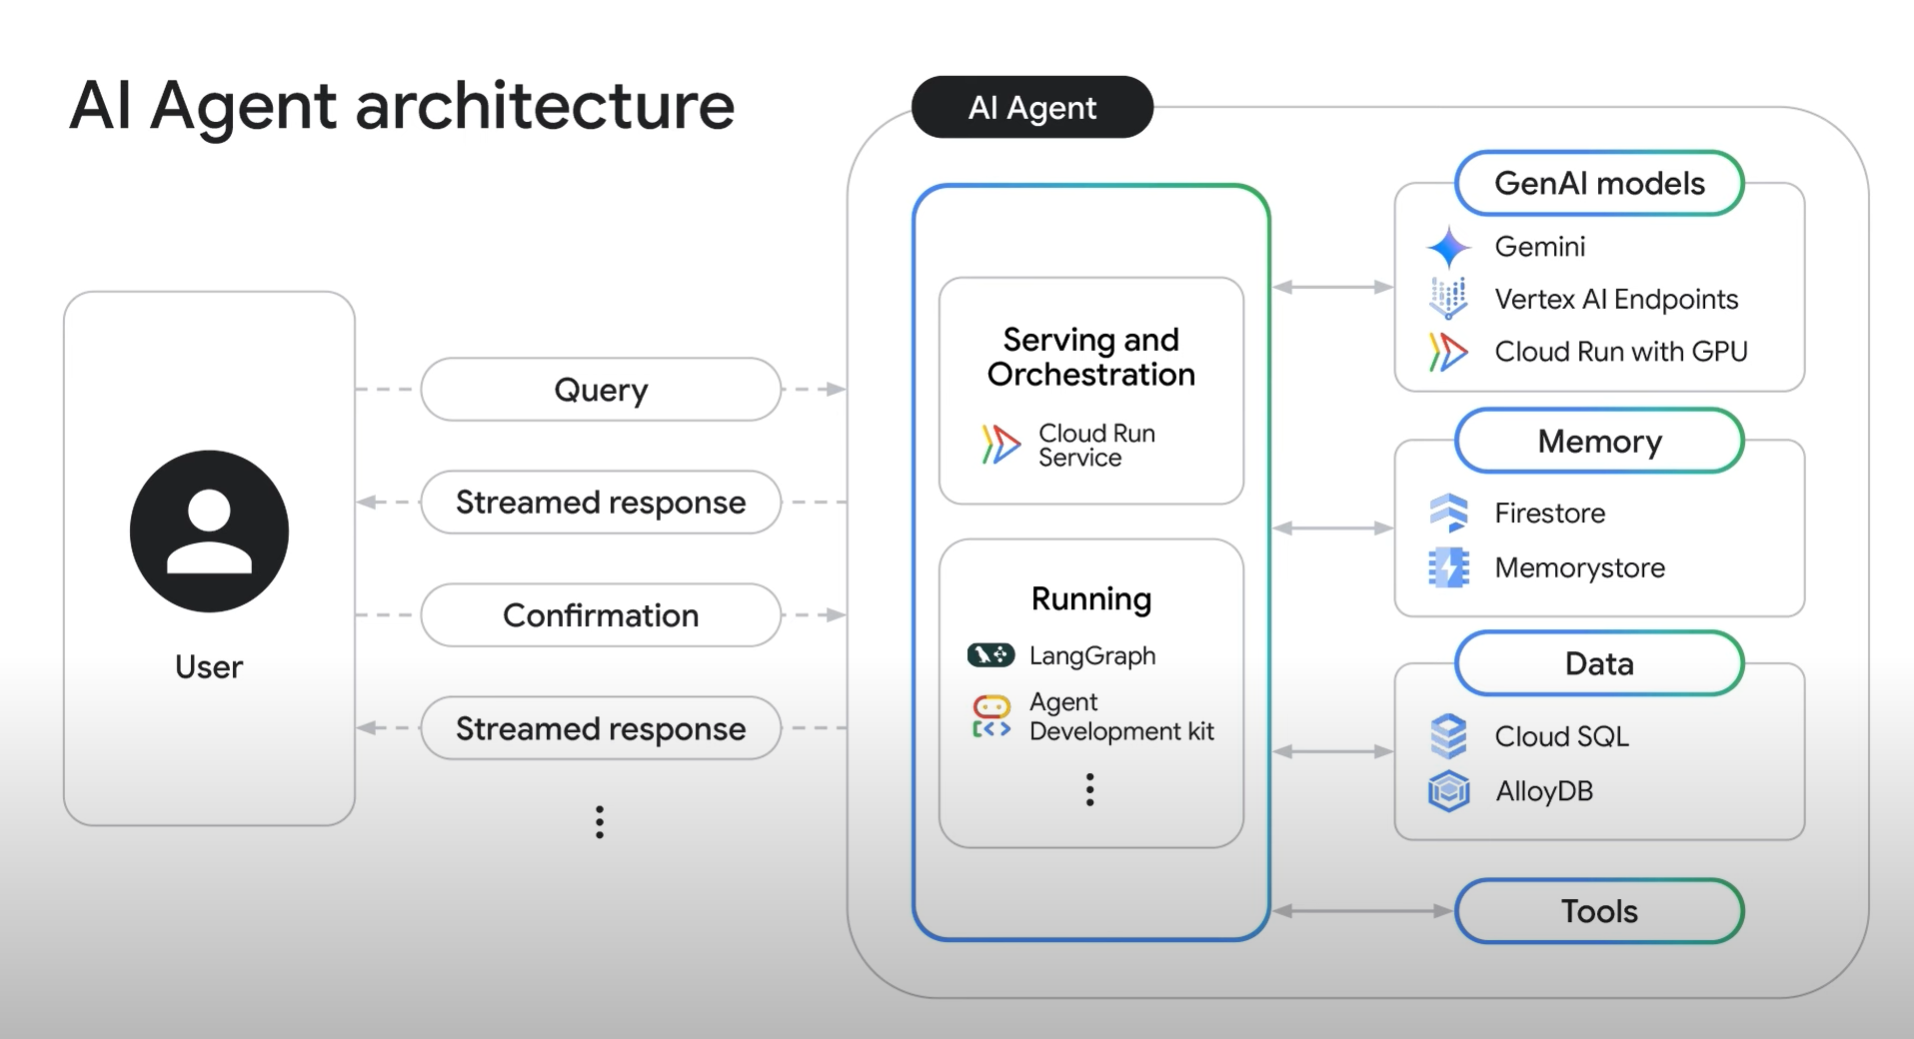 AI Agent architecture
AI Agent
User
Query
Streamed response
Confirmation
Streamed response
Serving and
Orchestration
Cloud Run
Service
Running
LangGraph
Agent
Development kit
GenAI models
Gemini
Vertex AI Endpoints
Cloud Run with GPU
Memory
Firestore
Memorystore
Data
Cloud SQL
AlloyDB
Tools